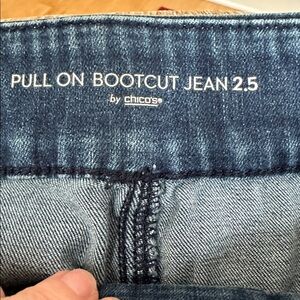 PULL ON BOOTCUT JEAN 2.5
by chico's®